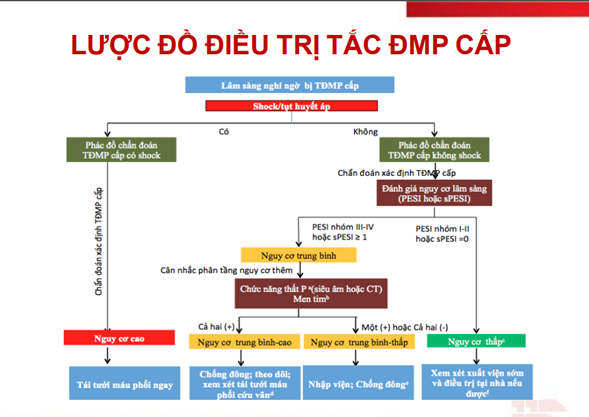 LƯỢC ĐỒ ĐIỀU TRỊ TẮC ĐMP CẤP
Lâm sàng nghi ngờ bị TĐMP cấp
Shock/tụt huyết áp
Có
Không
Phác đồ chẩn đoán
TĐMP cấp có shock
Phác đồ chẩn đoán
TĐMP cấp không shock
Chẩn đoán xác định TĐMP cấp
Chẩn đoán xác định TĐMP cấp
Đánh giá nguy cơ lâm sàng
(PESI hoặc sPESI)
PESI nhóm III-IV
hoặc sPESI ≥ 1
PESI nhóm I-II
hoặc sPESI =0
Nguy cơ trung bình
Cân nhắc phân tầng nguy cơ thêm
Chức năng thất P ᵃ(siêu âm hoặc CT)
Men timᵇ
Cả hai (+)
Một (+) hoặc Cả hai (-)
Nguy cơ cao
Nguy cơ trung bình-cao
Nguy cơ trung bình-thấp
Nguy cơ thấpᶜ
Tái tưới máu phổi ngay
Chống đông; theo dõi;
xem xét tái tưới máu
phổi cứu vãnᵈ
Nhập viện; Chống đôngᵉ
Xem xét xuất viện sớm
và điều trị tại nhà nếu
đượcᶠ